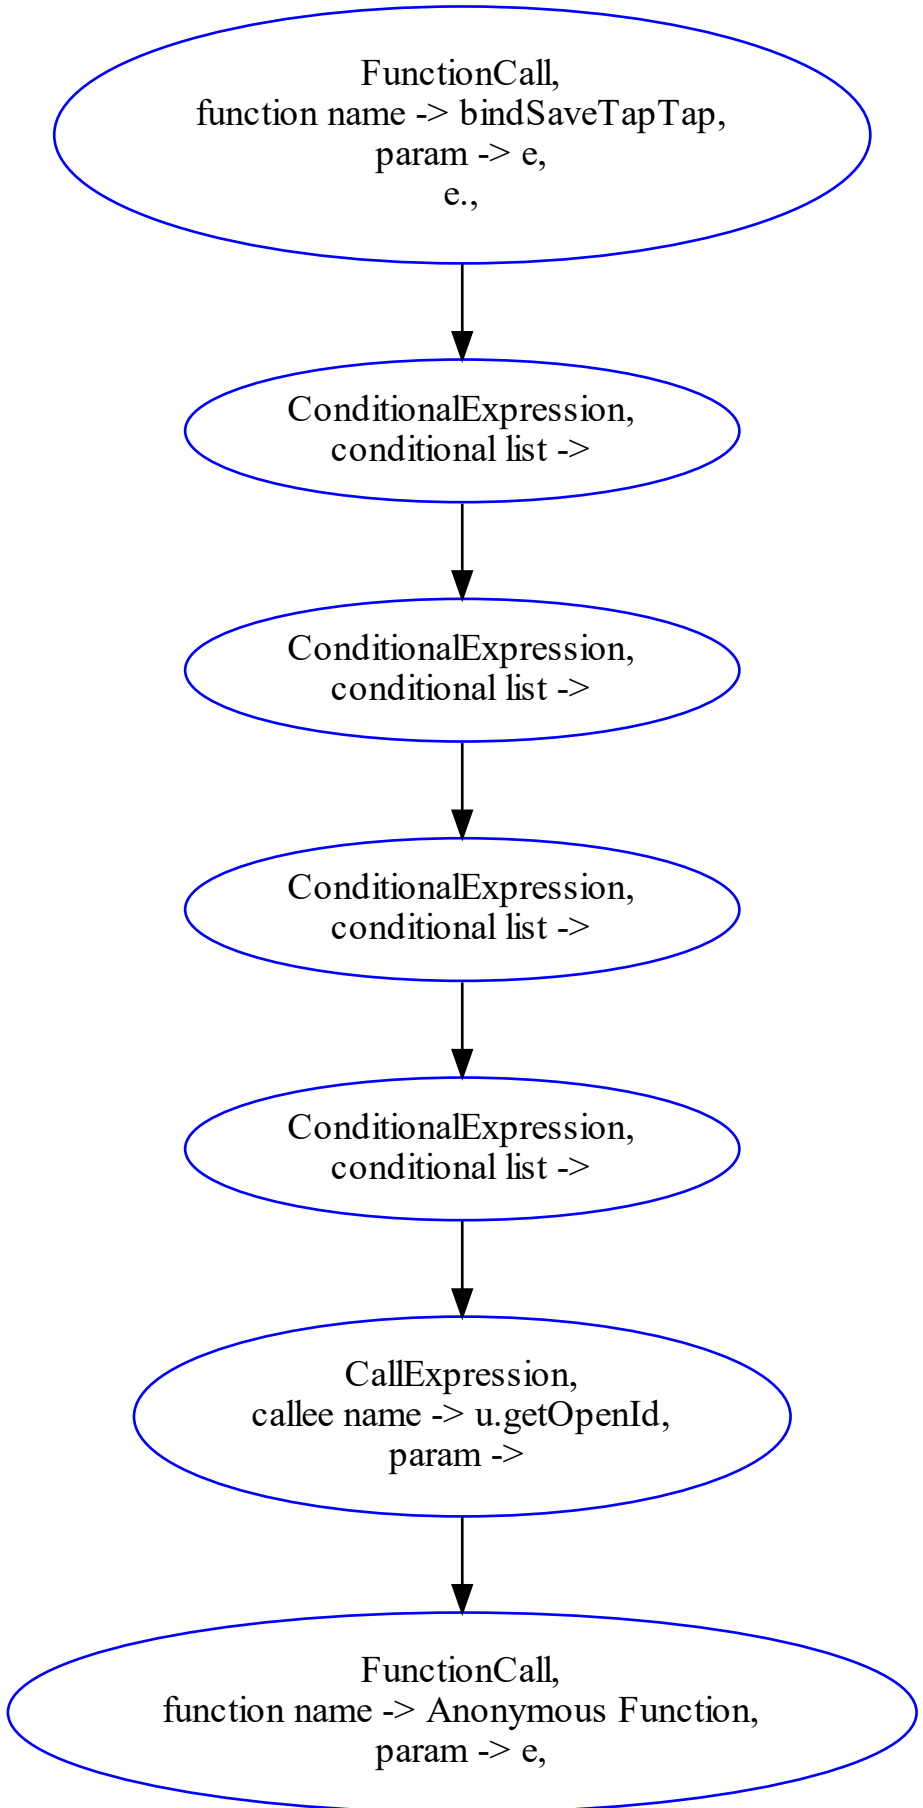 FunctionCall,
function name -> bindSaveTapTap,
param -> e,
e.,
ConditionalExpression,
conditional list ->
ConditionalExpression,
conditional list ->
ConditionalExpression,
conditional list ->
ConditionalExpression,
conditional list ->
CallExpression,
callee name -> u.getOpenId,
param ->
FunctionCall,
function name -> Anonymous Function,
param -> e,